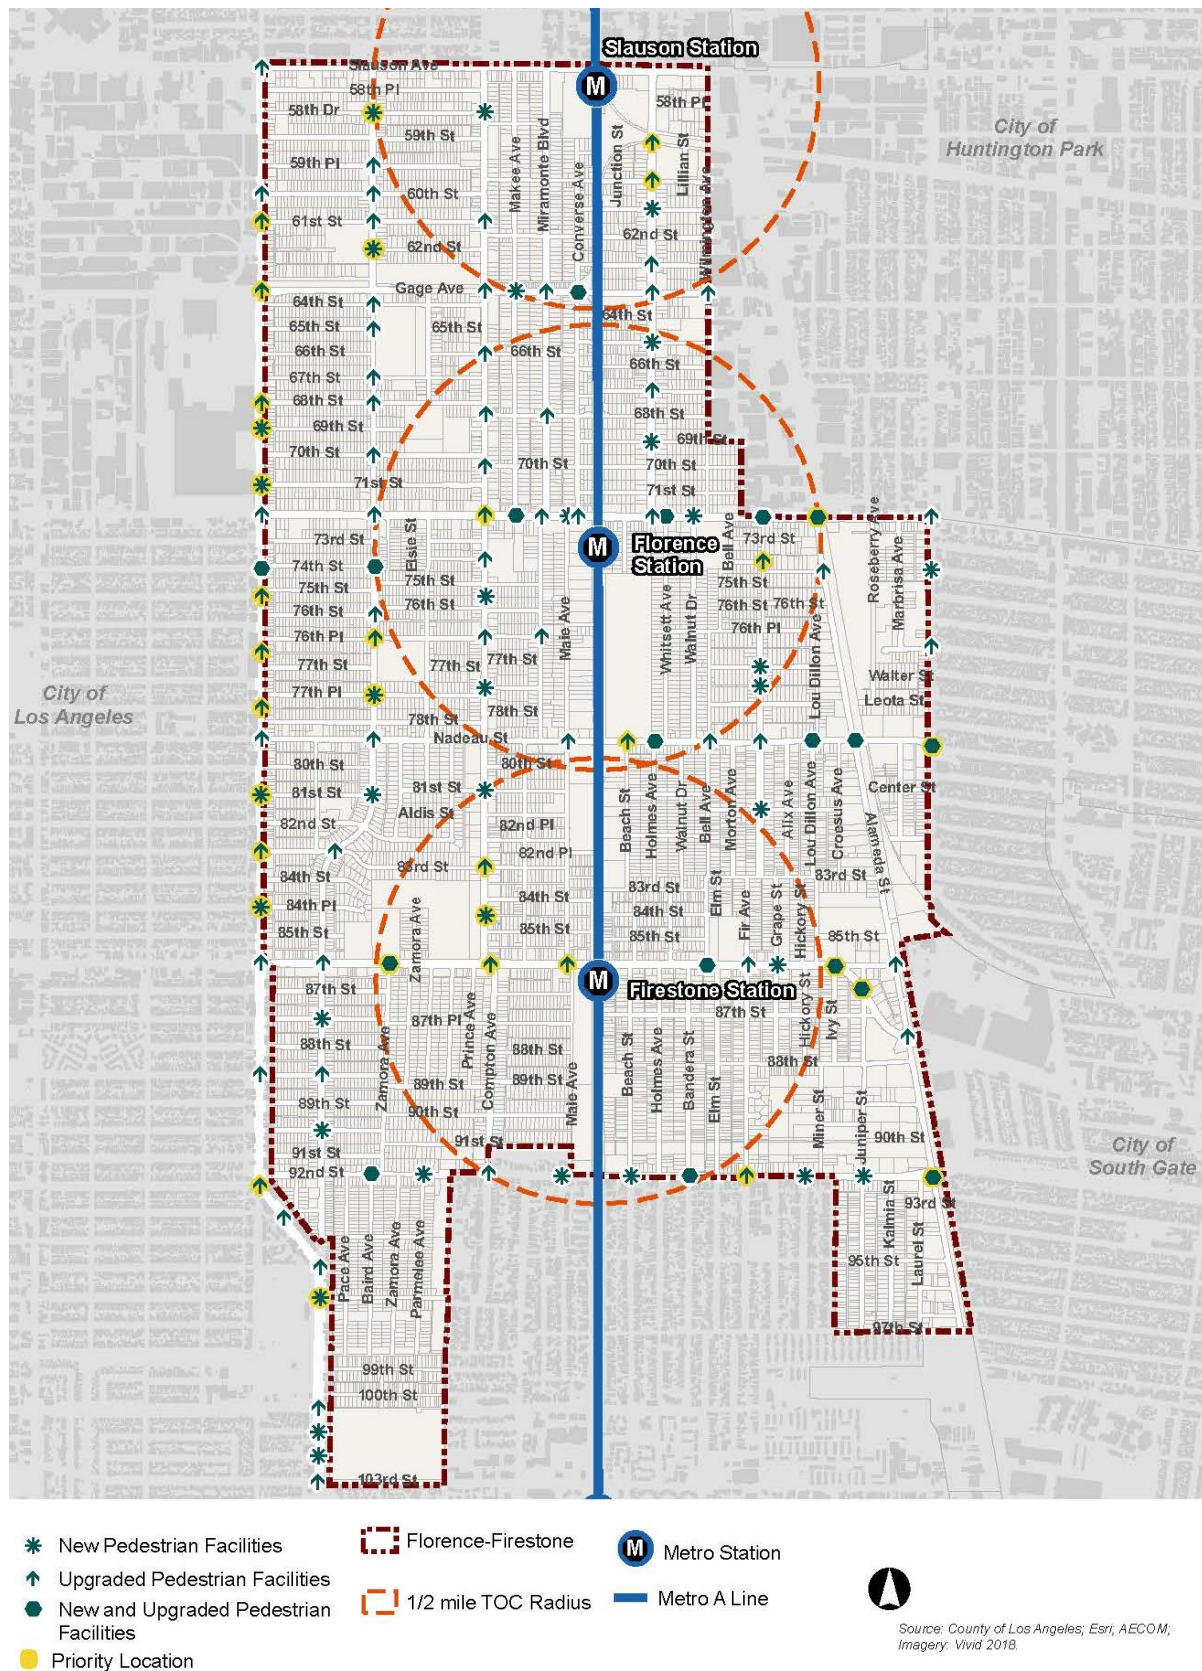 Slauson Station
Slauson Ave
58th Pl
58th Pl
58th Dr
59th St
59th Pl
60th St
61st St
62nd St
62nd St
Makee Ave
Miramonte Blvd
Converse Ave
Junction St
Lillian St
Wilmington Ave
City of
Huntington Park
Gage Ave
64th St
64th St
65th St
65th St
66th St
66th St
66th St
67th St
68th St
68th St
69th St
69th St
70th St
70th St
70th St
71st St
71st St
M
Florence
Station
73rd St
73rd St
Elsie St
Bell Ave
Roseberry Ave
Marbrisa Ave
74th St
75th St
75th St
75th St
76th St
76th St
76th St
76th St
76th Pl
76th Pl
Maie Ave
Whitsett Ave
Walnut Dr
Lou Dillon Ave
77th St
77th St
77th St
77th Pl
78th St
78th St
Walter St
Leota St
City of
Los Angeles
Nadeau St
80th St
80th St
81st St
81st St
Aldis St
82nd St
82nd Pl
82nd Pl
83rd St
83rd St
83rd St
84th St
84th St
84th St
84th Pl
85th St
85th St
85th St
85th St
Beach St
Holmes Ave
Walnut Dr
Bell Ave
Morton Ave
Alix Ave
Lou Dillon Ave
Croesus Ave
Center St
Alameda St
Elm St
Fir Ave
Grape St
Hickory St
Zamora Ave
M
Firestone Station
87th St
87th St
87th Pl
88th St
88th St
88th St
89th St
89th St
89th St
90th St
90th St
91st St
91st St
92nd St
Zamora Ave
Prince Ave
Compton Ave
Maie Ave
Beach St
Holmes Ave
Bandera St
Elm St
Hickory St
Ivy St
Miner St
Juniper St
City of
South Gate
93rd St
Kalmia St
Laurel St
95th St
97th St
Pace Ave
Baird Ave
Zamora Ave
Parmelee Ave
99th St
100th St
103rd St
New Pedestrian Facilities
Upgraded Pedestrian Facilities
New and Upgraded Pedestrian
Facilities
Priority Location
Florence-Firestone
1/2 mile TOC Radius
M
Metro Station
Metro A Line
Source: County of Los Angeles; Esri; AECOM;
Imagery: Vivid 2018.